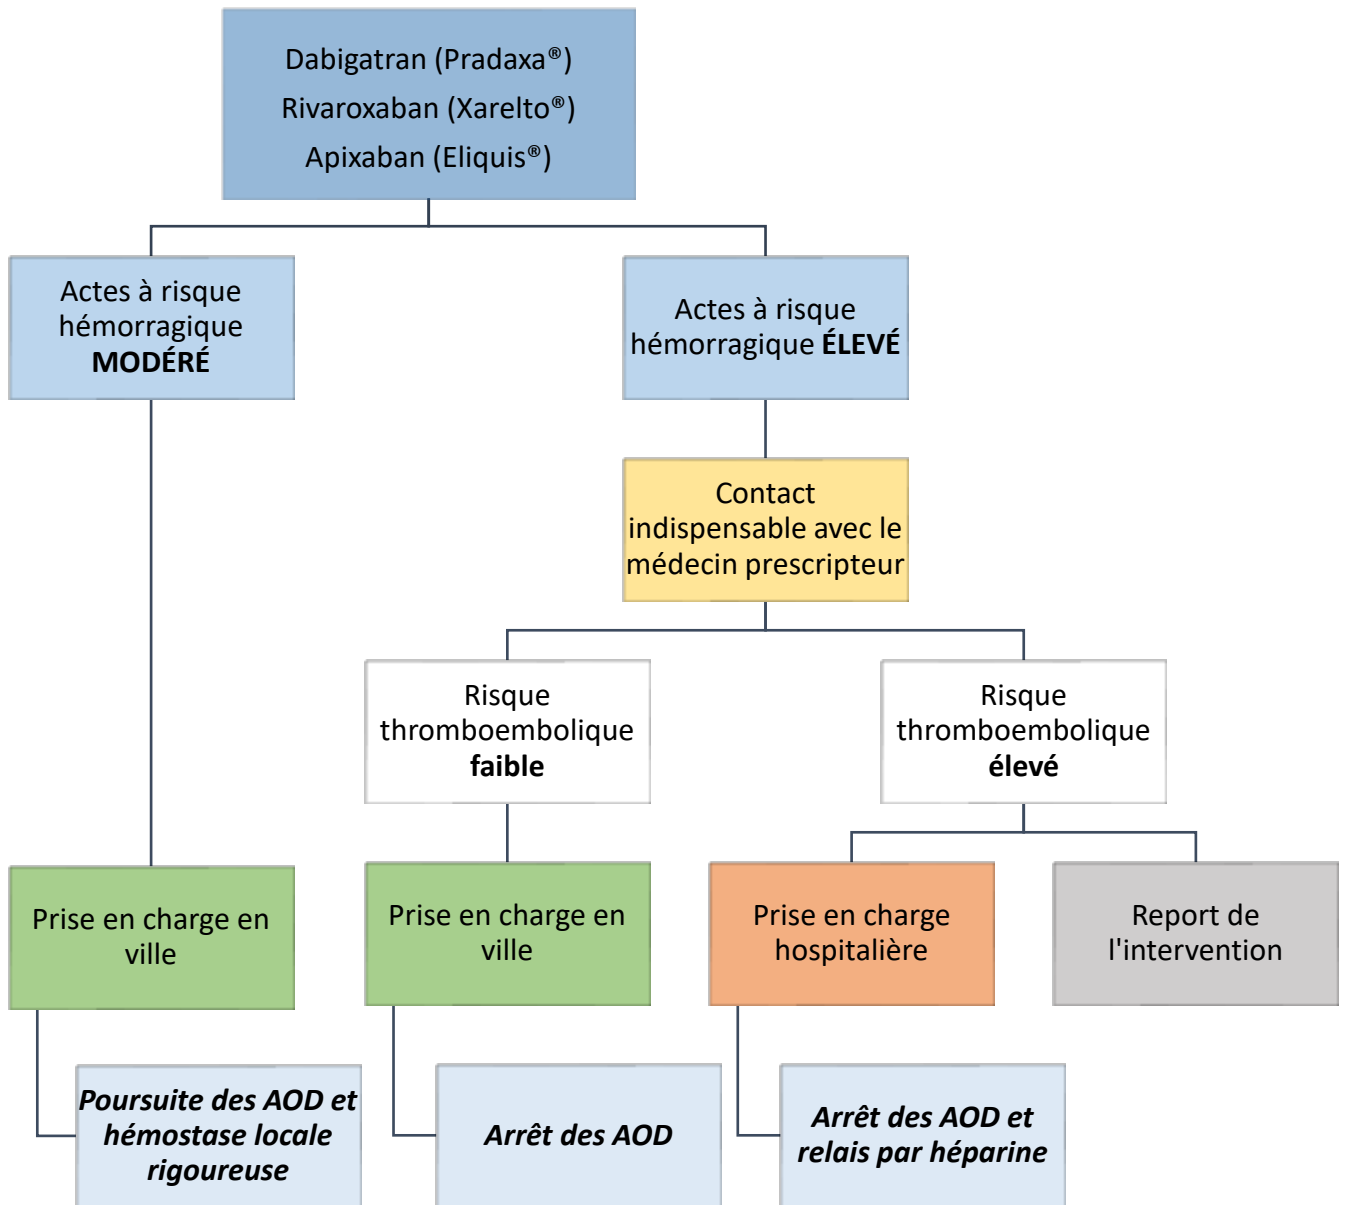 Dabigatran (Pradaxa®)
Rivaroxaban (Xarelto®)
Apixaban (Eliquis®)
Actes à risque
hémorragique
MODÉRÉ
Actes à risque
hémorragique ÉLEVÉ
Contact
indispensable avec le
médecin prescripteur
Risque
thromboembolique
faible
Risque
thromboembolique
élevé
Prise en charge en
ville
Prise en charge en
ville
Prise en charge
hospitalière
Report de
l'intervention
Poursuite des AOD et
hémostase locale
rigoureuse
Arrêt des AOD
Arrêt des AOD et
relais par héparine